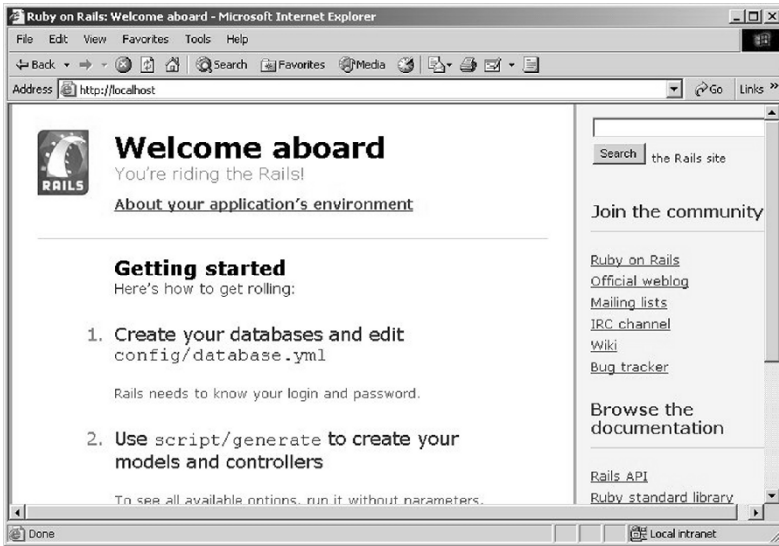 Ruby on Rails: Welcome aboard - Microsoft Internet Explorer
File Edit View Favorites Tools Help
Back Search Favorites Media
Address http://localhost Go Links »
RAILS
Welcome aboard
You're riding the Rails!
About your application's environment
Getting started
Here's how to get rolling:
1. Create your databases and edit
config/database.yml
Rails needs to know your login and password.
2. Use script/generate to create your
models and controllers
To see all available options, run it without parameters.
Search the Rails site
Join the community
Ruby on Rails
Official weblog
Mailing lists
IRC channel
Wiki
Bug tracker
Browse the
documentation
Rails API
Ruby standard library
Done Local intranet